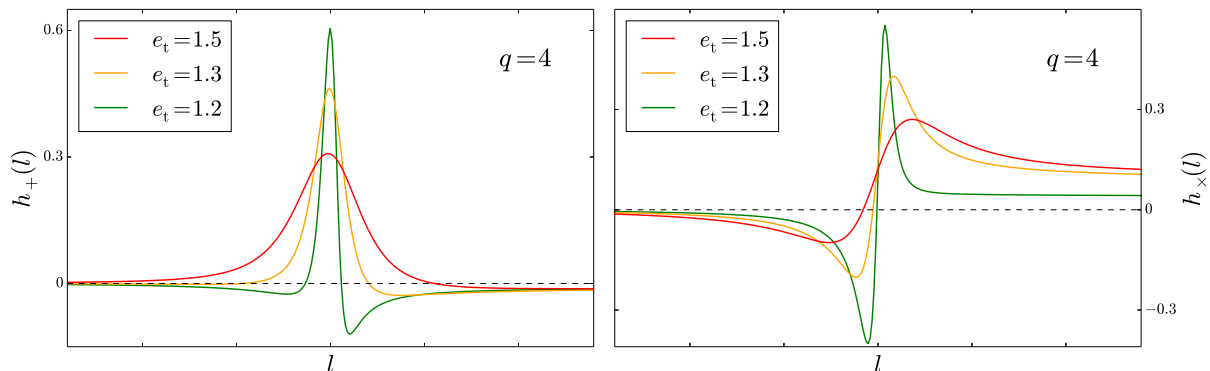 0.6
0.3
0
h₊(l)
eₜ=1.5
eₜ=1.3
eₜ=1.2
q=4
l
eₜ=1.5
eₜ=1.3
eₜ=1.2
q=4
0.3
0
−0.3
h×(l)
l